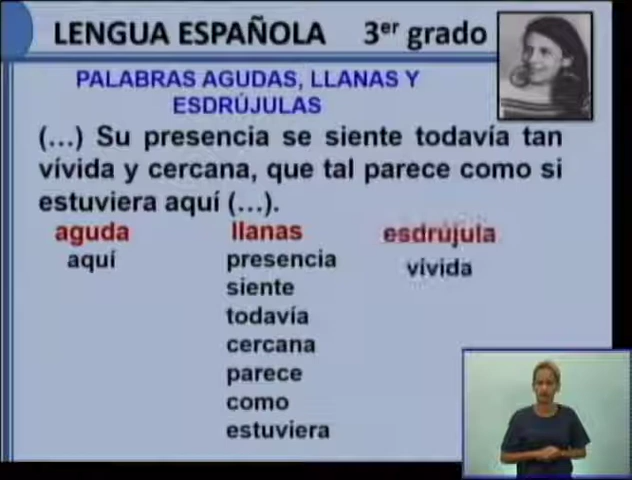 LENGUA ESPAÑOLA 3er grado
PALABRAS AGUDAS, LLANAS Y
ESDRÚJULAS
(...) Su presencia se siente todavía tan
vívida y cercana, que tal parece como si
estuviera aquí (...).
aguda llanas esdrújula
aquí presencia vívida
siente
todavía
cercana
parece
como
estuviera